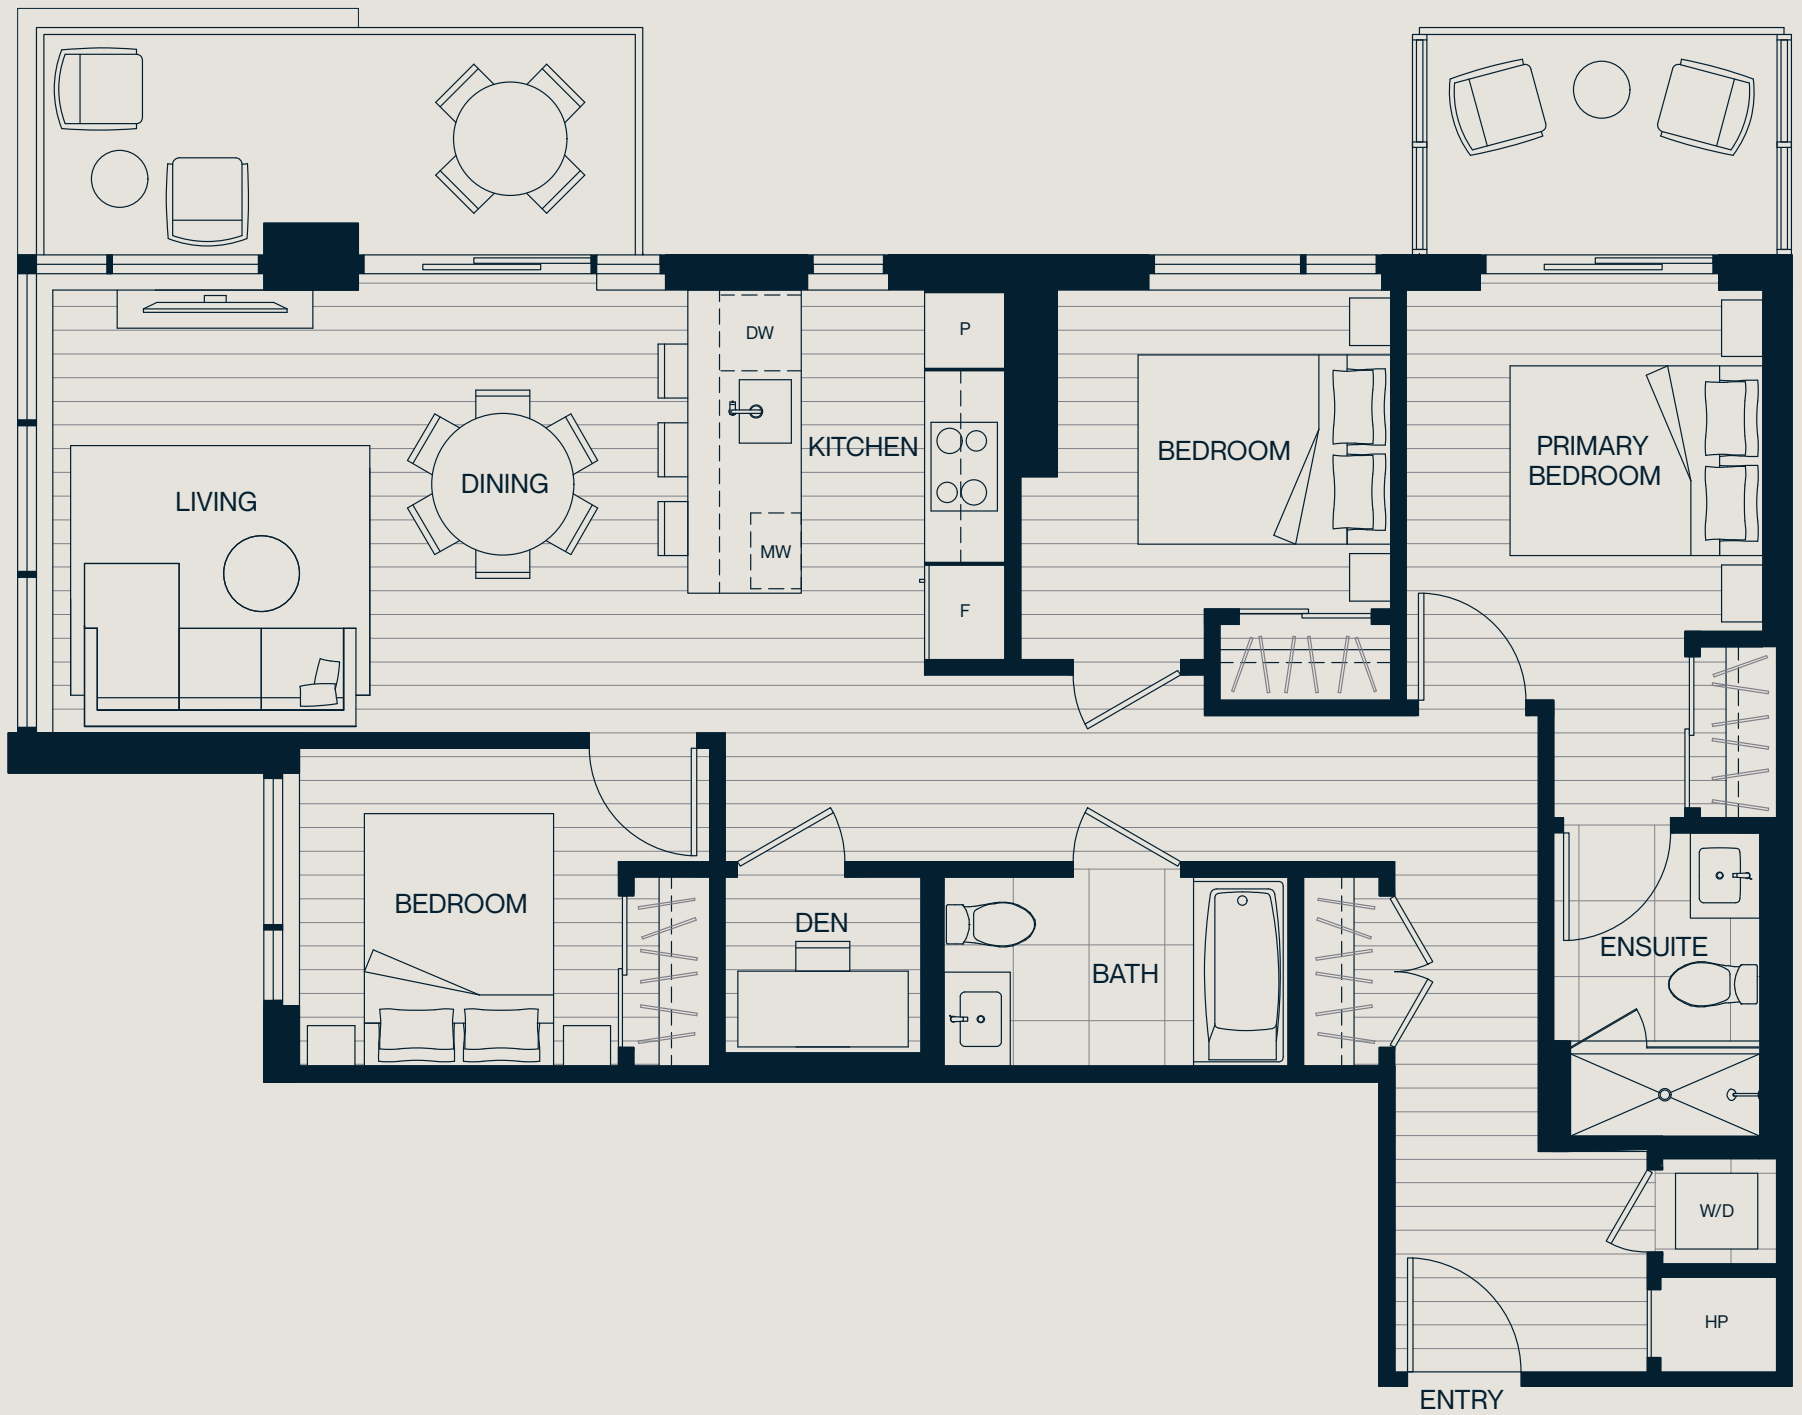 DW
P
KITCHEN
BEDROOM
PRIMARY
BEDROOM
LIVING
DINING
MW
F
BEDROOM
DEN
BATH
ENSUITE
W/D
HP
ENTRY